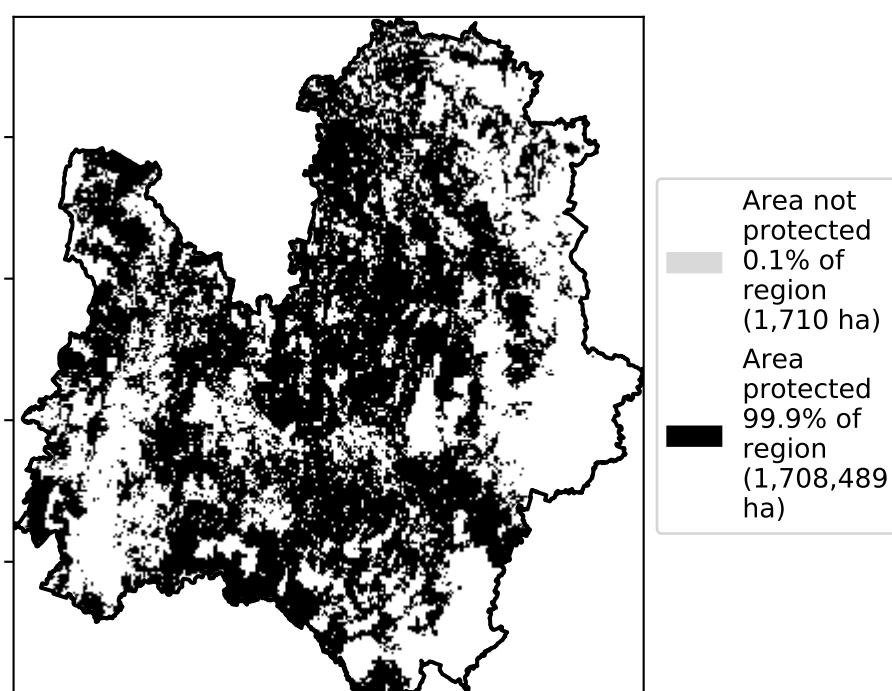 Area not
protected
0.1% of
region
(1,710 ha)
Area
protected
99.9% of
region
(1,708,489
ha)